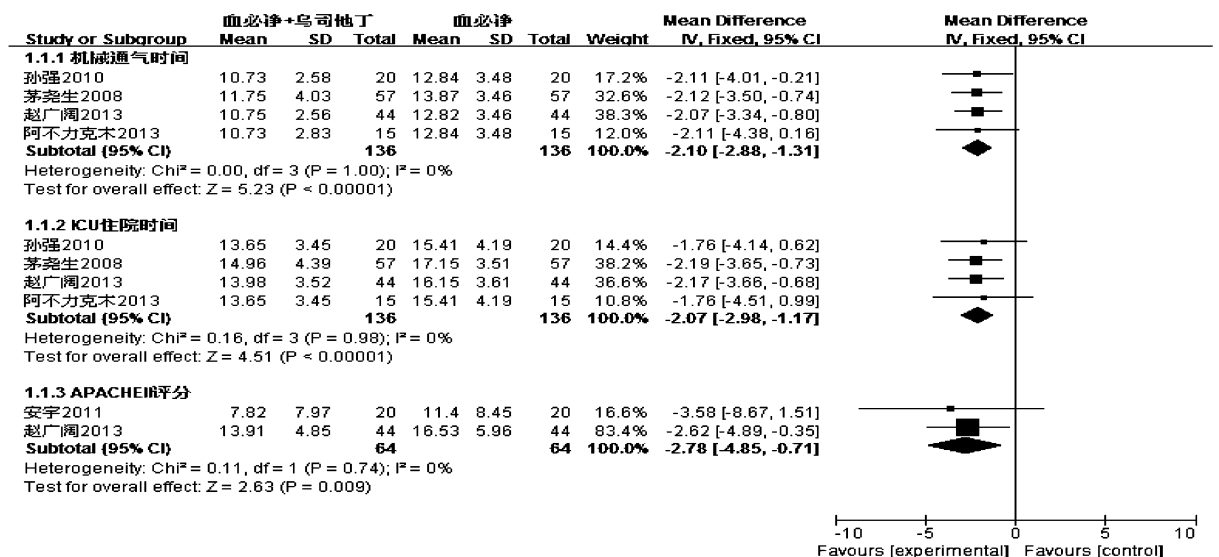 血必净+乌司他丁 血必净 Mean Difference Mean Difference
Study or Subgroup Mean SD Total Mean SD Total Weight IV, Fixed, 95% CI IV, Fixed, 95% CI
1.1.1 机械通气时间
孙强2010 10.73 2.58 20 12.84 3.48 20 17.2% -2.11 [-4.01, -0.21]
茅尧生2008 11.75 4.03 57 13.87 3.46 57 32.6% -2.12 [-3.50, -0.74]
赵广阔2013 10.75 2.56 44 12.82 3.46 44 38.3% -2.07 [-3.34, -0.80]
阿不力克木2013 10.73 2.83 15 12.84 3.48 15 12.0% -2.11 [-4.38, 0.16]
Subtotal (95% CI) 136 136 100.0% -2.10 [-2.88, -1.31]
Heterogeneity: Chi² = 0.00, df = 3 (P = 1.00); I² = 0%
Test for overall effect: Z = 5.23 (P < 0.00001)
1.1.2 ICU住院时间
孙强2010 13.65 3.45 20 15.41 4.19 20 14.4% -1.76 [-4.14, 0.62]
茅尧生2008 14.96 4.39 57 17.15 3.51 57 38.2% -2.19 [-3.65, -0.73]
赵广阔2013 13.98 3.52 44 16.15 3.61 44 36.6% -2.17 [-3.66, -0.68]
阿不力克木2013 13.65 3.45 15 15.41 4.19 15 10.8% -1.76 [-4.51, 0.99]
Subtotal (95% CI) 136 136 100.0% -2.07 [-2.98, -1.17]
Heterogeneity: Chi² = 0.16, df = 3 (P = 0.98); I² = 0%
Test for overall effect: Z = 4.51 (P < 0.00001)
1.1.3 APACHEII评分
安宇2011 7.82 7.97 20 11.4 8.45 20 16.6% -3.58 [-8.67, 1.51]
赵广阔2013 13.91 4.85 44 16.53 5.96 44 83.4% -2.62 [-4.89, -0.35]
Subtotal (95% CI) 64 64 100.0% -2.78 [-4.85, -0.71]
Heterogeneity: Chi² = 0.11, df = 1 (P = 0.74); I² = 0%
Test for overall effect: Z = 2.63 (P = 0.009)
-10 -5 0 5 10
Favours [experimental] Favours [control]